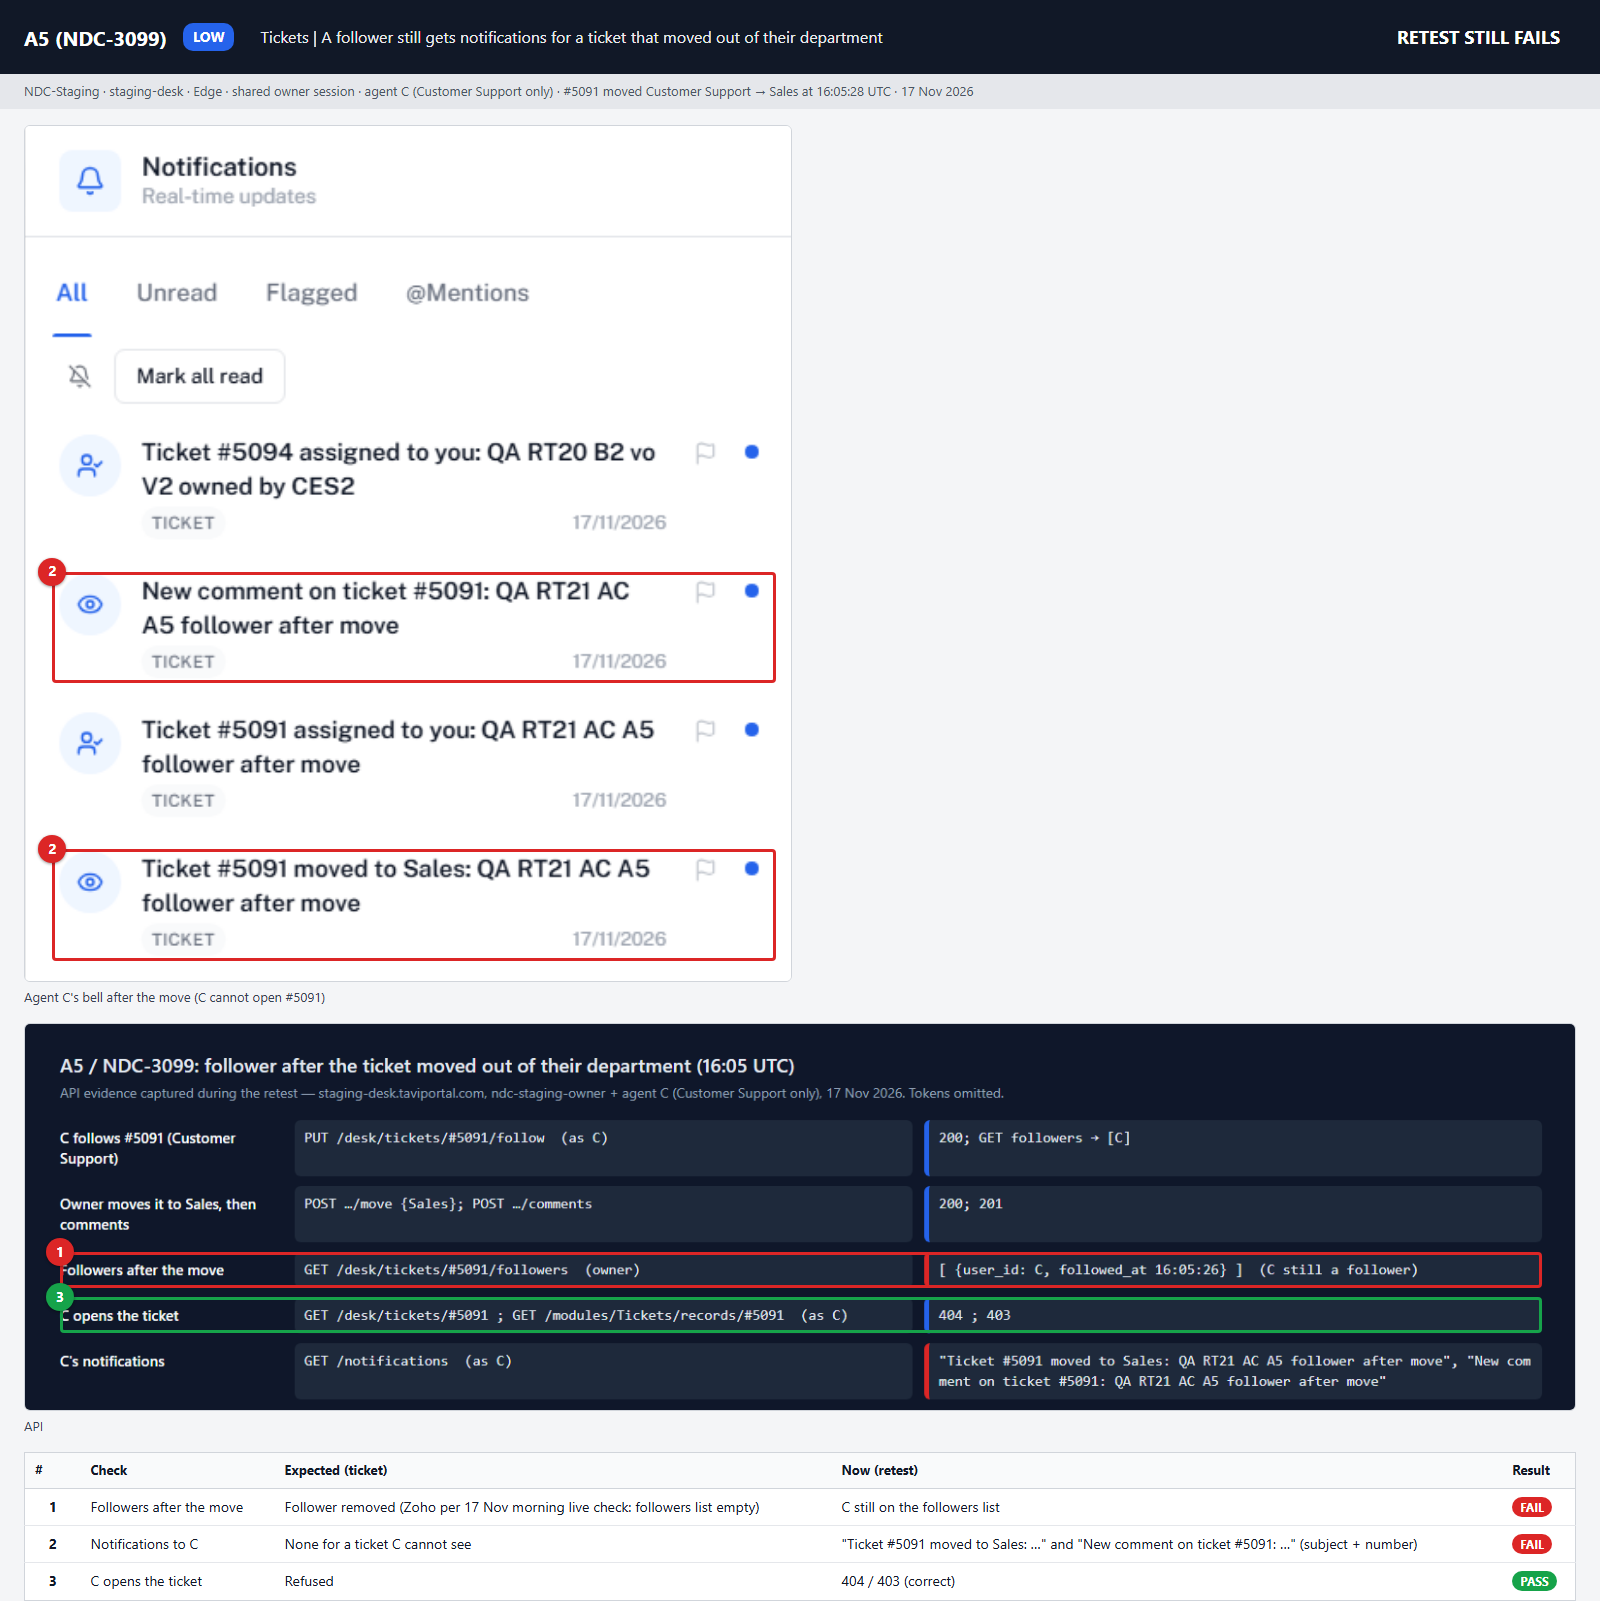 A5 (NDC-3099) LOW Tickets | A follower still gets notifications for a ticket that moved out of their department RETEST STILL FAILS
NDC-Staging · staging-desk · Edge · shared owner session · agent C (Customer Support only) · #5091 moved Customer Support → Sales at 16:05:28 UTC · 17 Nov 2026
Notifications
Real-time updates
All Unread Flagged @Mentions
Mark all read
Ticket #5094 assigned to you: QA RT20 B2 vo
V2 owned by CES2
TICKET 17/11/2026
2
New comment on ticket #5091: QA RT21 AC
A5 follower after move
TICKET 17/11/2026
Ticket #5091 assigned to you: QA RT21 AC A5
follower after move
TICKET 17/11/2026
2
Ticket #5091 moved to Sales: QA RT21 AC A5
follower after move
TICKET 17/11/2026
Agent C's bell after the move (C cannot open #5091)
A5 / NDC-3099: follower after the ticket moved out of their department (16:05 UTC)
API evidence captured during the retest — staging-desk.taviportal.com, ndc-staging-owner + agent C (Customer Support only), 17 Nov 2026. Tokens omitted.
C follows #5091 (Customer
Support)
PUT /desk/tickets/#5091/follow (as C)
200; GET followers → [C]
Owner moves it to Sales, then
comments
POST …/move {Sales}; POST …/comments
200; 201
1
Followers after the move
GET /desk/tickets/#5091/followers (owner)
[ {user_id: C, followed_at 16:05:26} ] (C still a follower)
3
C opens the ticket
GET /desk/tickets/#5091 ; GET /modules/Tickets/records/#5091 (as C)
404 ; 403
C's notifications
GET /notifications (as C)
"Ticket #5091 moved to Sales: QA RT21 AC A5 follower after move", "New com
ment on ticket #5091: QA RT21 AC A5 follower after move"
API
# Check Expected (ticket) Now (retest) Result
1 Followers after the move Follower removed (Zoho per 17 Nov morning live check: followers list empty) C still on the followers list FAIL
2 Notifications to C None for a ticket C cannot see "Ticket #5091 moved to Sales: ..." and "New comment on ticket #5091: ..." (subject + number) FAIL
3 C opens the ticket Refused 404 / 403 (correct) PASS